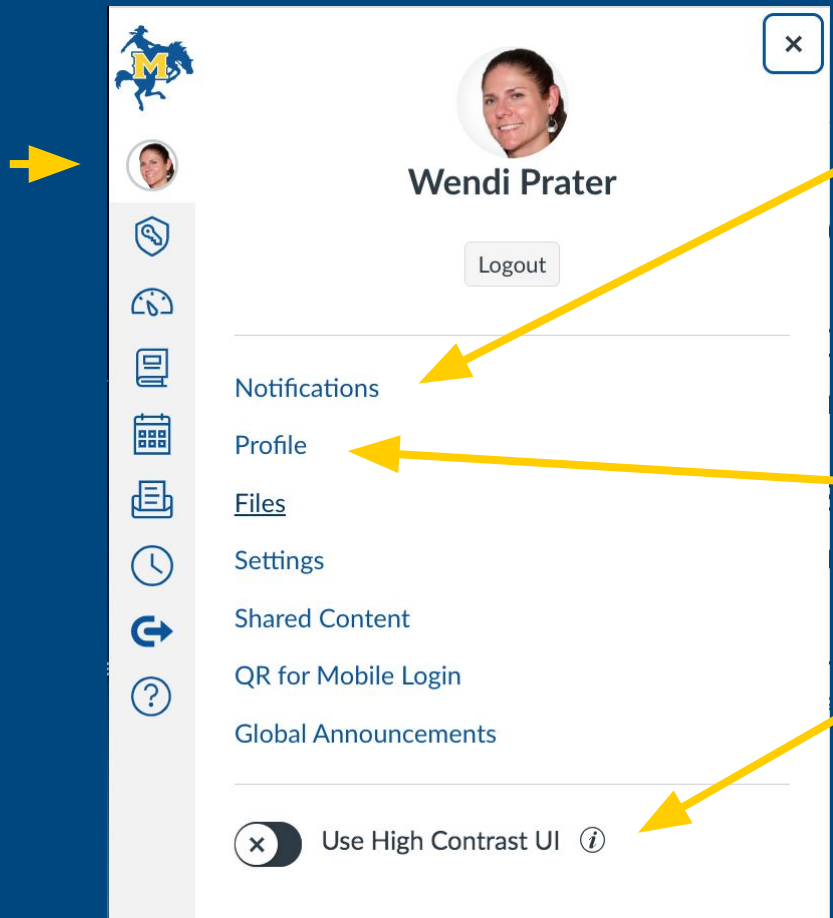 M
Wendi Prater
Logout
Notifications
Profile
Files
Settings
Shared Content
QR for Mobile Login
Global Announcements
Use High Contrast UI